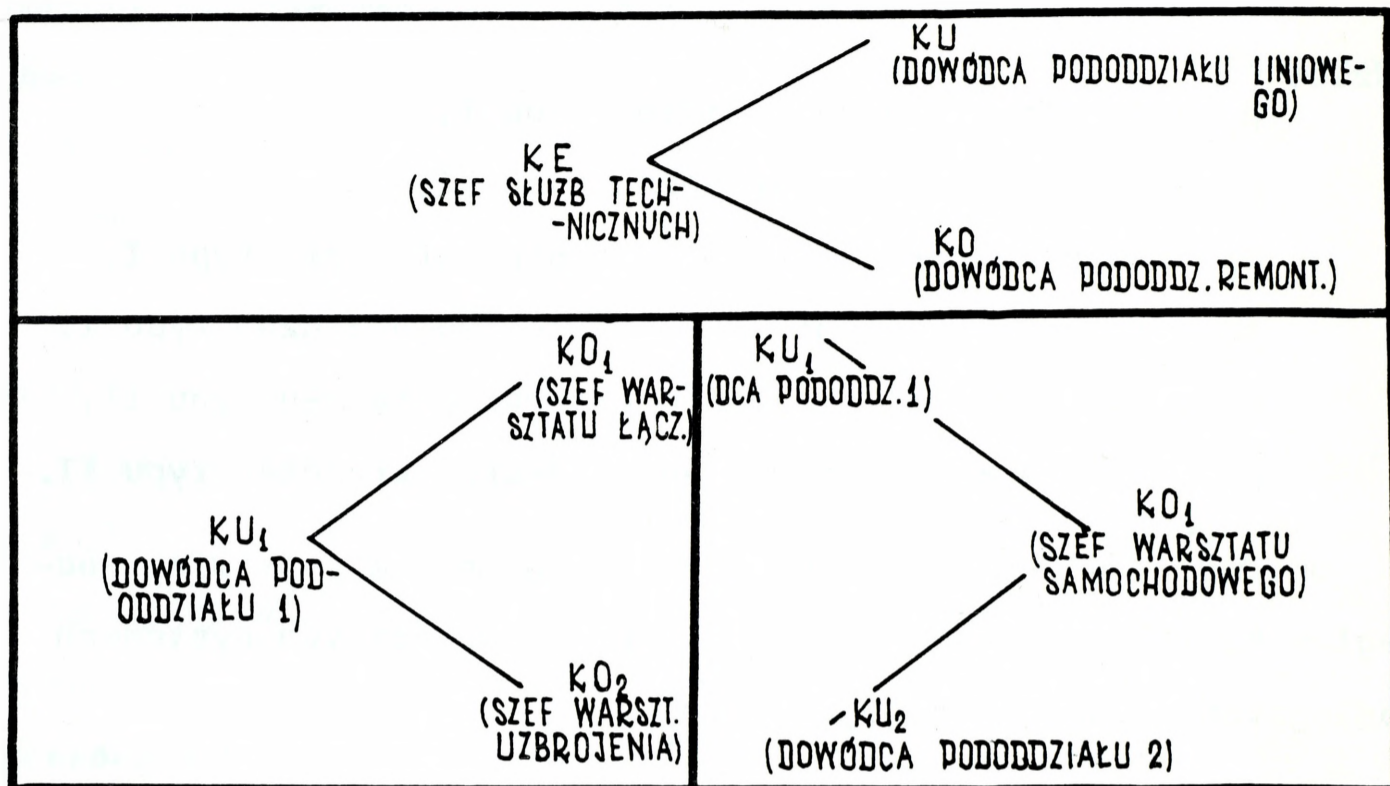 KU
(DOWÓDCA PODODDZIAŁU LINIOWE-
GO)
KE
(SZEF SŁUŻB TECH-
-NICZNYCH)
KO
(DOWÓDCA PODODDZ. REMONT.)
KO₁
(SZEF WAR-
SZTATU ŁĄCZ.)
KU₁
(DOWÓDCA POD-
ODDZIAŁU 1)
KO₂
(SZEF WARSZT.
UZBROJENIA)
KU₁
(DCA PODODDZ. 1)
KO₁
(SZEF WARSZTATU
SAMOCHODOWEGO)
KU₂
(DOWÓDCA PODODDZIAŁU 2)